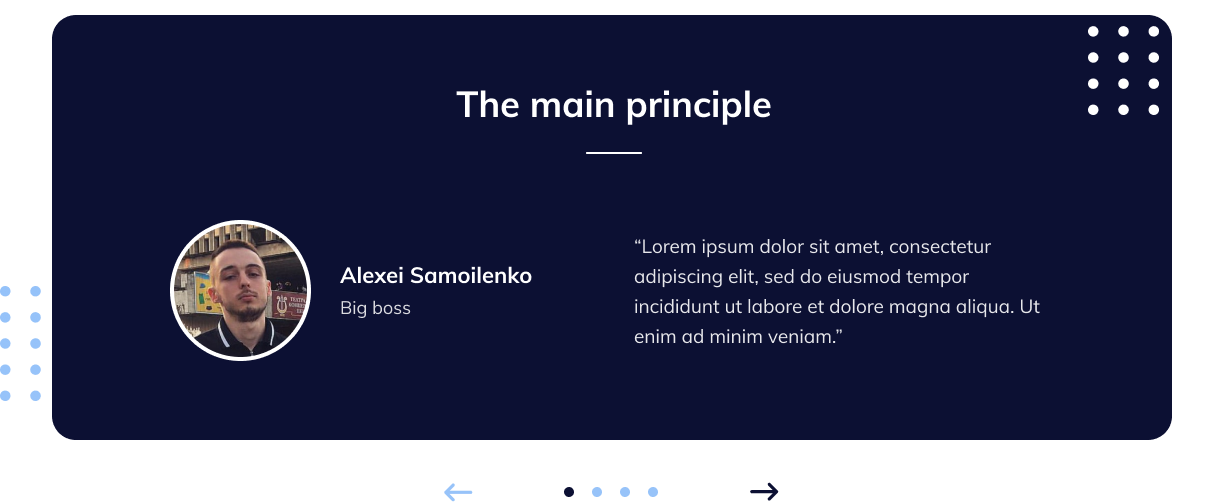 The main principle
Alexei Samoilenko
Big boss
“Lorem ipsum dolor sit amet, consectetur
adipiscing elit, sed do eiusmod tempor
incididunt ut labore et dolore magna aliqua. Ut
enim ad minim veniam.”